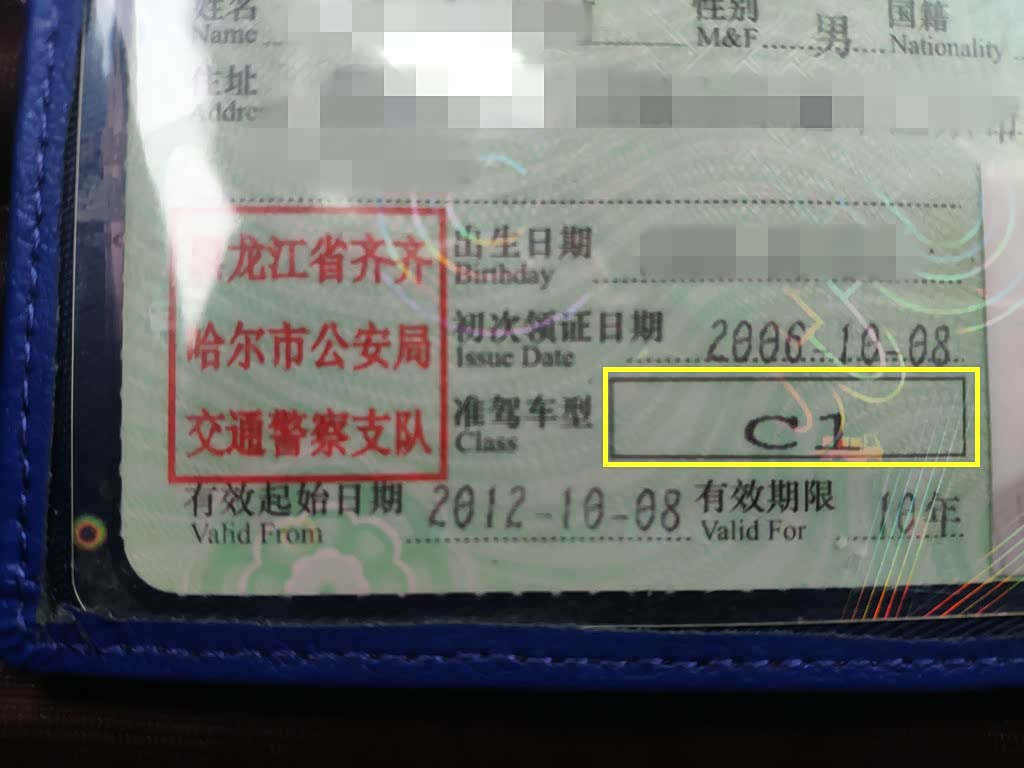 姓名
Name
性别
M&F
男
国籍
Nationality
住址
Addre
龙江省齐齐
哈尔市公安局
交通警察支队
出生日期
Birthday
初次领证日期
Issue Date
2006-10-08
准驾车型
Class
C1
有效起始日期
Valid From
2012-10-08
有效期限
Valid For
10年